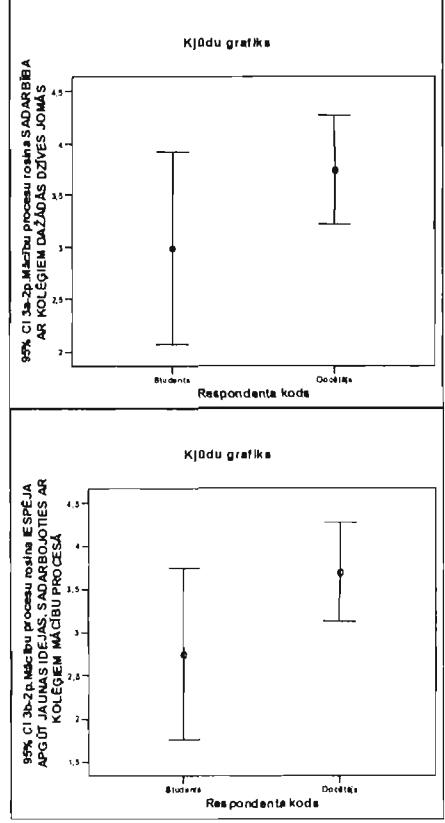 Kļūdu grafiks
95% CI 3a-2p.Mācību procesu rosina SADARBĪBA
AR KOLĒĢIEM DAŽĀDĀS DZĪVES JOMĀS
4,5
4
3,5
3
2,5
2
Students
Docētājs
Respondenta kods
Kļūdu grafiks
95% CI 3b-2p.Mācību procesu rosina IESPĒJA
APGŪT JAUNAS IDEJAS, SADARBOJOTIES AR
KOLĒĢIEM MĀCĪBU PROCESĀ
4,5
4
3,5
3
2,5
2
1,5
Students
Docētājs
Respondenta kods